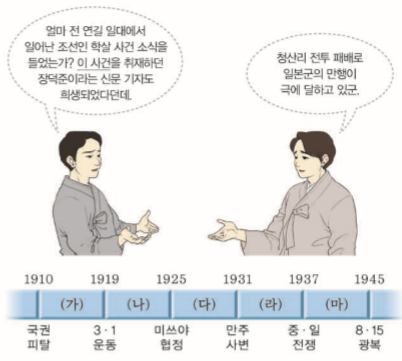 얼마 전 연길 일대에서
일어난 조선인 학살 사건 소식을
들었는가? 이 사건을 취재하던
장덕준이라는 신문 기자도
희생되었다던데.
청산리 전투 패배로
일본군의 만행이
극에 달하고 있군.
1910 1919 1925 1931 1937 1945
(가) (나) (다) (라) (마)
국권 3·1 미쓰야 만주 중·일 8·15
피탈 운동 협정 사변 전쟁 광복